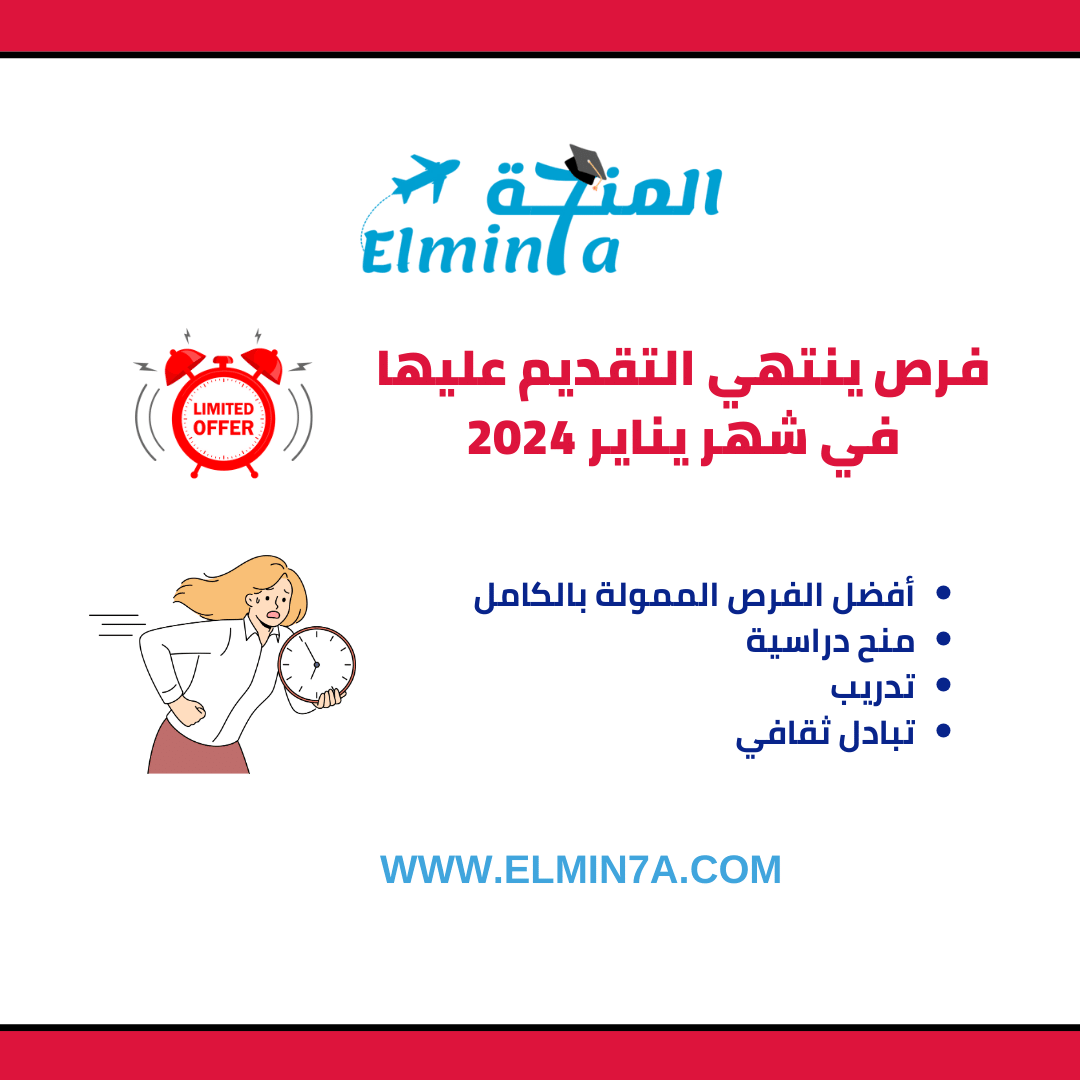 المنحة
Elmin7a
LIMITED
OFFER
فرص ينتهي التقديم عليها
في شهر يناير 2024
• أفضل الفرص الممولة بالكامل
• منح دراسية
• تدريب
• تبادل ثقافي
WWW.ELMIN7A.COM